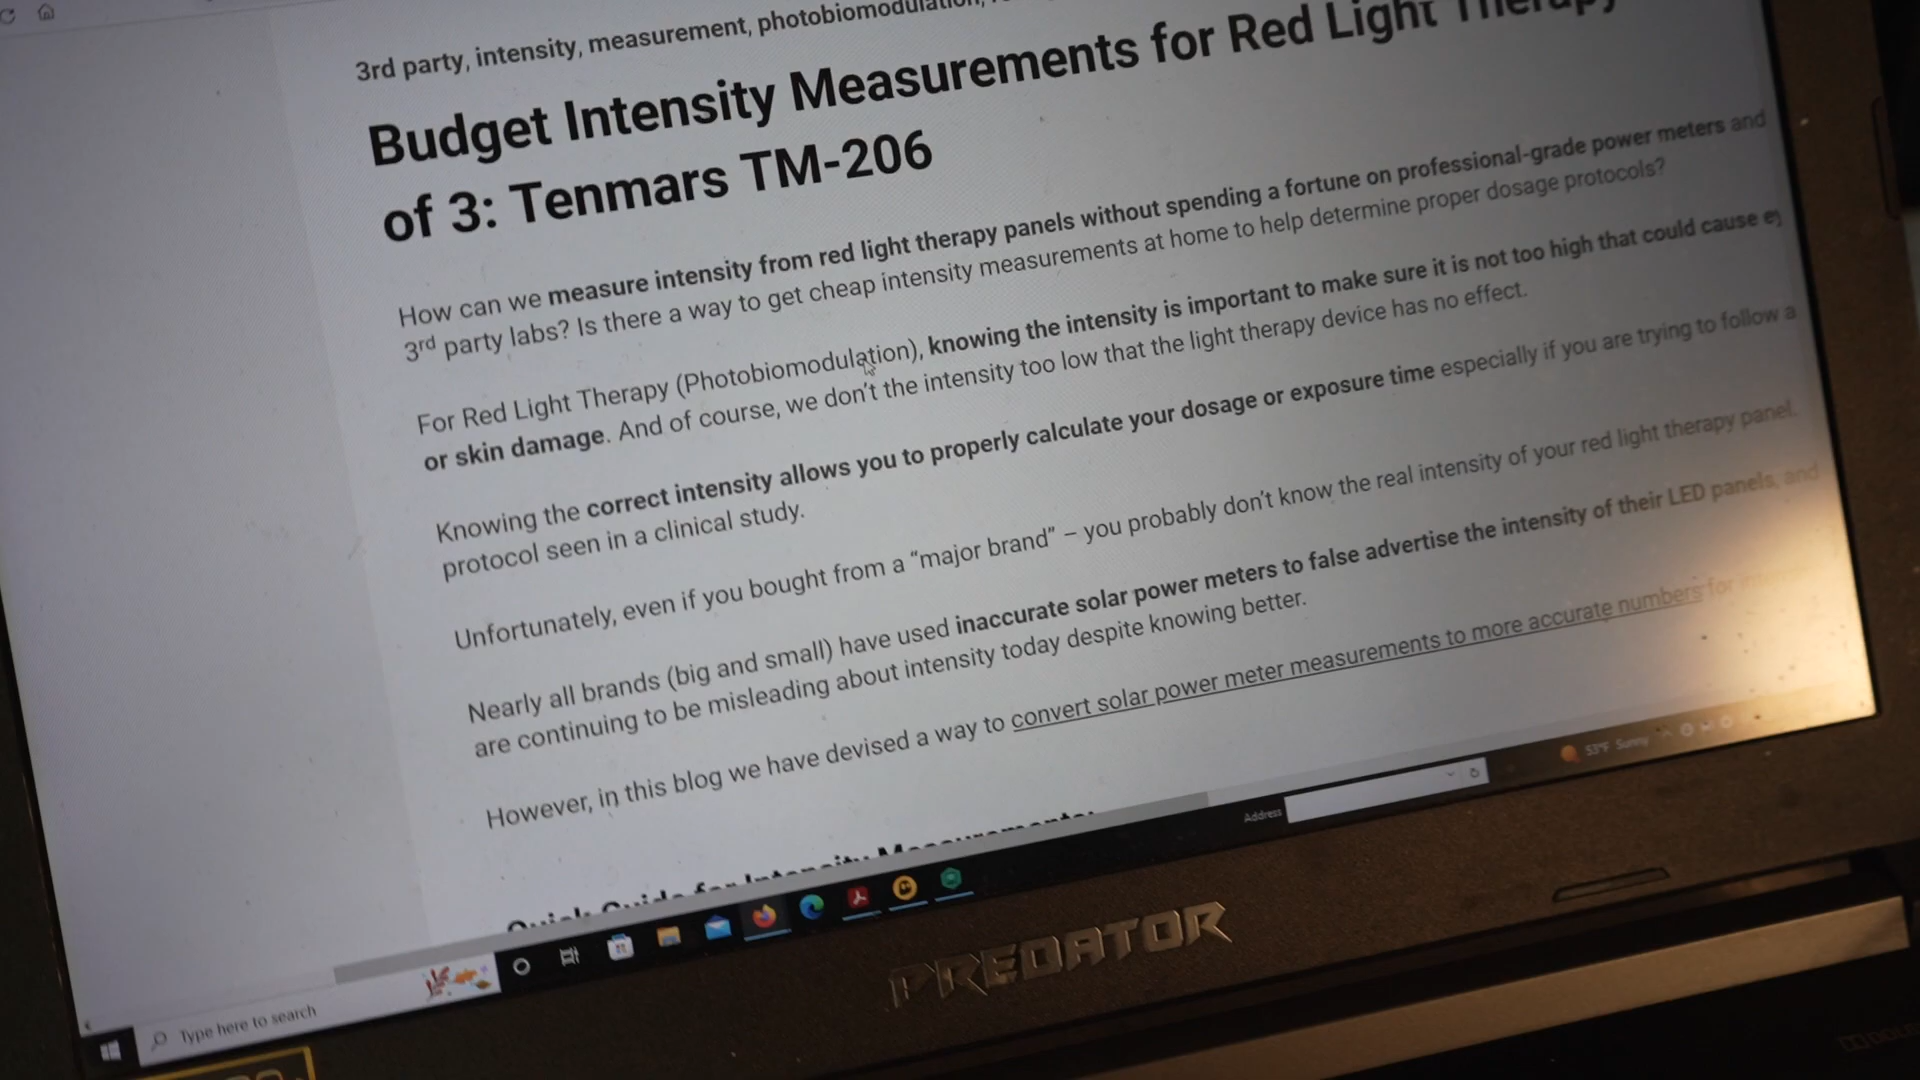 3rd party, intensity, measurement, photobiomodulation,
Budget Intensity Measurements for Red Light Therapy
of 3: Tenmars TM-206
How can we measure intensity from red light therapy panels without spending a fortune on professional-grade power meters and
3rd party labs? Is there a way to get cheap intensity measurements at home to help determine proper dosage protocols?
For Red Light Therapy (Photobiomodulation), knowing the intensity is important to make sure it is not too high that could cause
or skin damage. And of course, we don't the intensity too low that the light therapy device has no effect.
Knowing the correct intensity allows you to properly calculate your dosage or exposure time especially if you are trying to follow a
protocol seen in a clinical study.
Unfortunately, even if you bought from a “major brand” – you probably don't know the real intensity of your red light therapy panel.
Nearly all brands (big and small) have used inaccurate solar power meters to false advertise the intensity of their LED panels, and
are continuing to be misleading about intensity today despite knowing better.
However, in this blog we have devised a way to convert solar power meter measurements to more accurate numbers for
Quick Guide for Intensity Measurements:
Address
53°F Sunny
Type here to search
PREDATOR